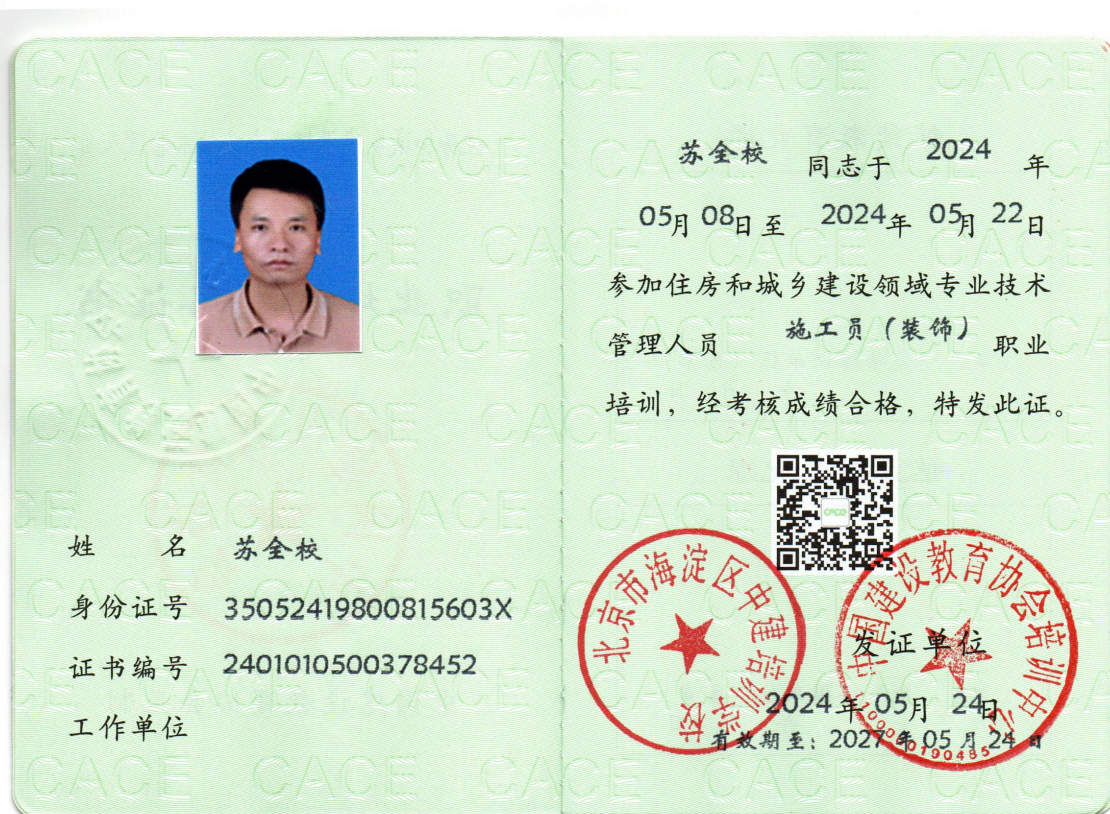 姓 名 苏全校
身份证号 35052419800815603X
证书编号 2401010500378452
工作单位
苏全校 同志于 2024 年
05月 08日至 2024年 05月 22日
参加住房和城乡建设领域专业技术
管理人员 施工员（装饰） 职业
培训，经考核成绩合格，特发此证。
CACE
北京市海淀区中建培训学校
中国建设教育协会培训中心
发证单位
2024年 05月 24日
有效期至：2027年05月24日